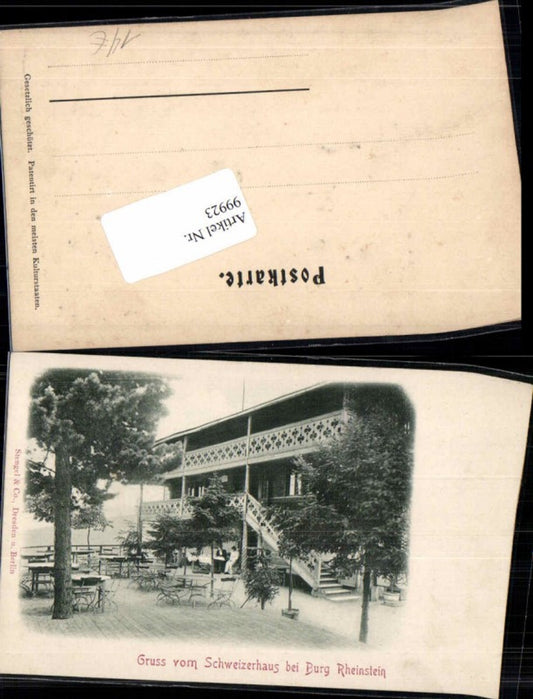 14€
Gesetzlich geschützt. Patentirt in den meisten Kulturstaaten.
Artikel Nr.
99923
Postkarte.
Stengel & Co., Dresden u. Berlin
Gruss vom Schweizerhaus bei Burg Rheinstein